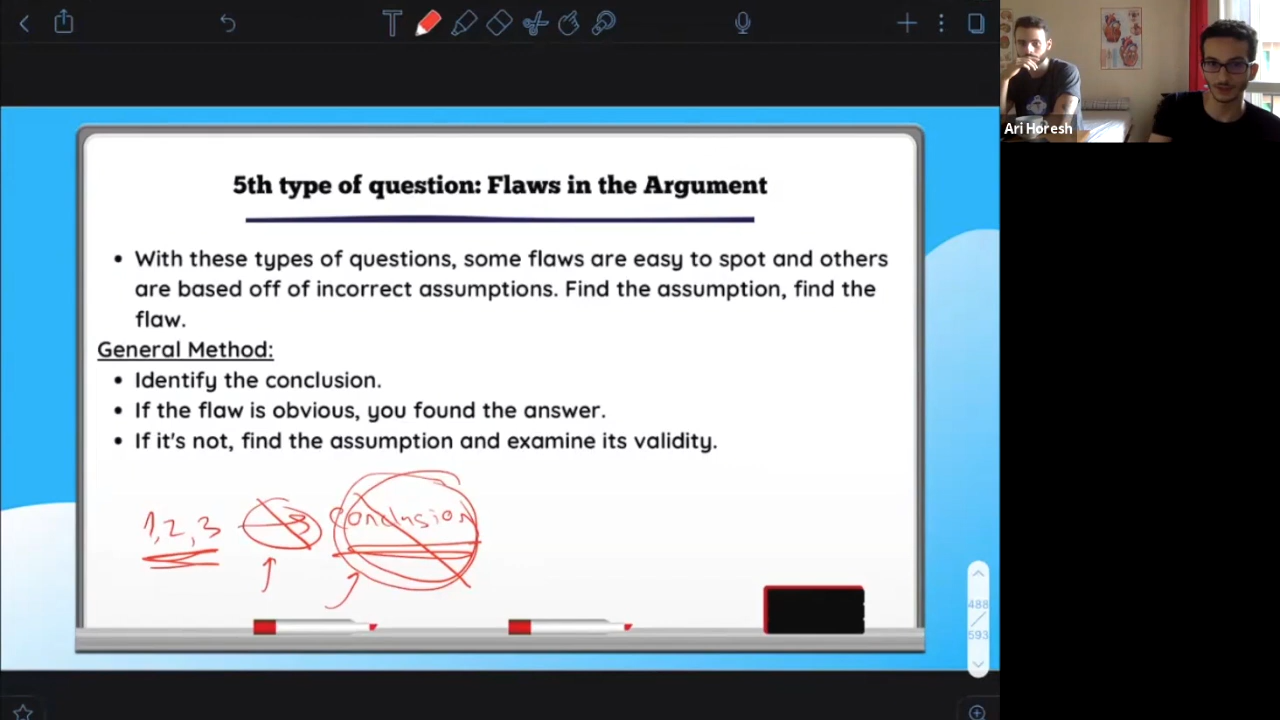 Ari Horesh
5th type of question: Flaws in the Argument
• With these types of questions, some flaws are easy to spot and others
are based off of incorrect assumptions. Find the assumption, find the
flaw.
General Method:
• Identify the conclusion.
• If the flaw is obvious, you found the answer.
• If it's not, find the assumption and examine its validity.
1, 2, 3 conclusion
488
593